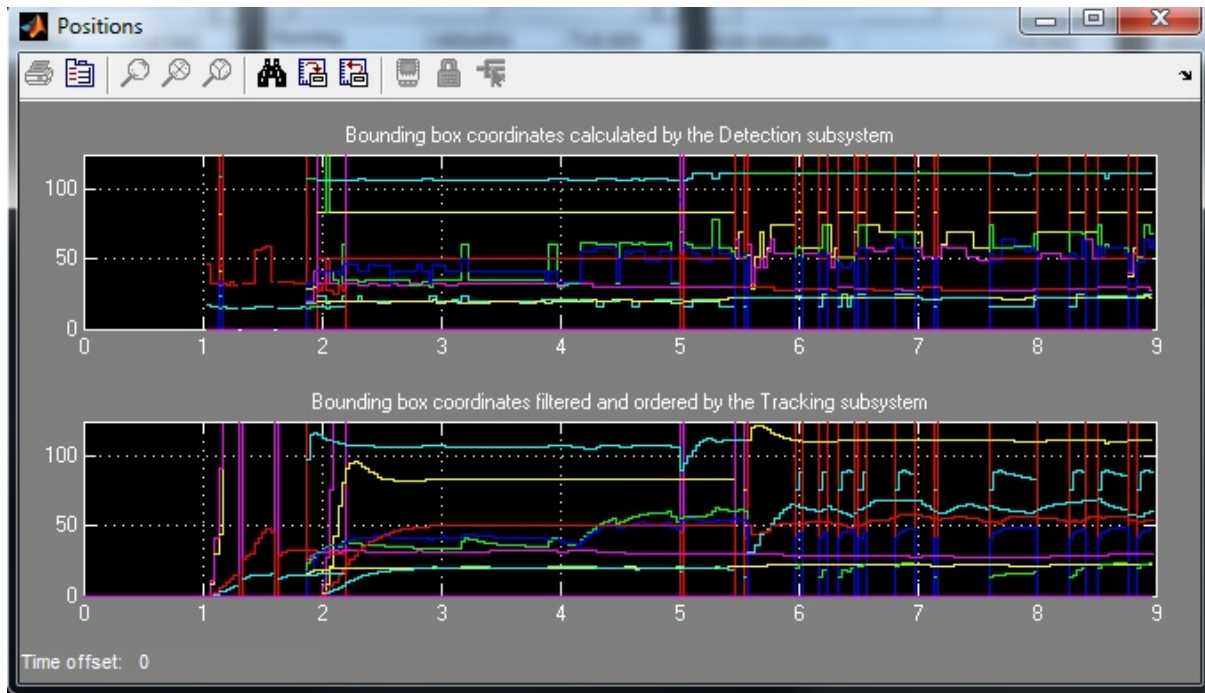 Positions
Bounding box coordinates calculated by the Detection subsystem
100
50
0
0 1 2 3 4 5 6 7 8 9
Bounding box coordinates filtered and ordered by the Tracking subsystem
100
50
0
0 1 2 3 4 5 6 7 8 9
Time offset: 0